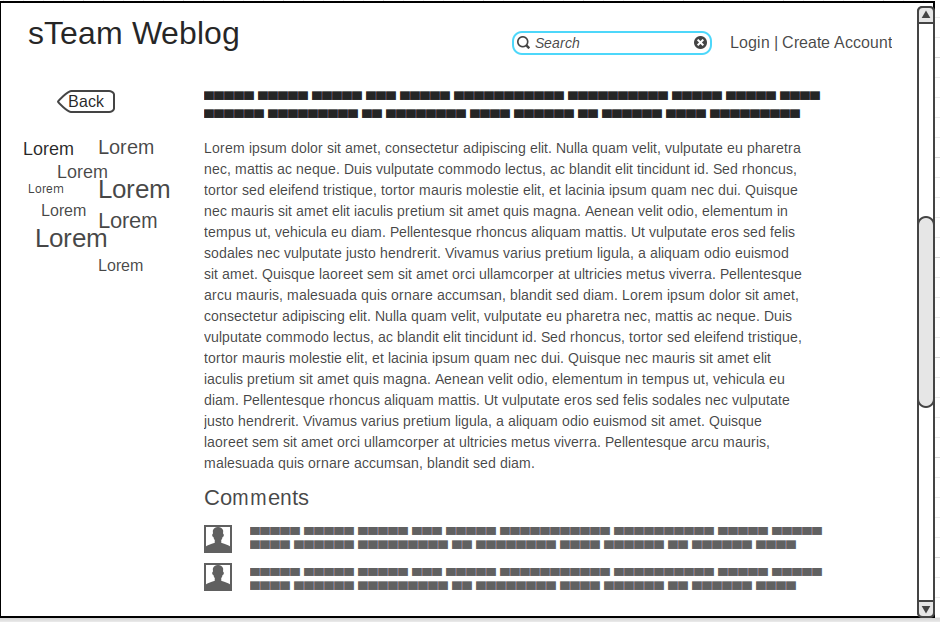 sTeam Weblog
Search
Login | Create Account
Back
Lorem
Lorem
Lorem
Lorem
Lorem
Lorem
Lorem
Lorem
Lorem
Lorem ipsum dolor sit amet, consectetur adipiscing elit. Nulla quam velit, vulputate eu pharetra
nec, mattis ac neque. Duis vulputate commodo lectus, ac blandit elit tincidunt id. Sed rhoncus,
tortor sed eleifend tristique, tortor mauris molestie elit, et lacinia ipsum quam nec dui. Quisque
nec mauris sit amet elit iaculis pretium sit amet quis magna. Aenean velit odio, elementum in
tempus ut, vehicula eu diam. Pellentesque rhoncus aliquam mattis. Ut vulputate eros sed felis
sodales nec vulputate justo hendrerit. Vivamus varius pretium ligula, a aliquam odio euismod
sit amet. Quisque laoreet sem sit amet orci ullamcorper at ultricies metus viverra. Pellentesque
arcu mauris, malesuada quis ornare accumsan, blandit sed diam. Lorem ipsum dolor sit amet,
consectetur adipiscing elit. Nulla quam velit, vulputate eu pharetra nec, mattis ac neque. Duis
vulputate commodo lectus, ac blandit elit tincidunt id. Sed rhoncus, tortor sed eleifend tristique,
tortor mauris molestie elit, et lacinia ipsum quam nec dui. Quisque nec mauris sit amet elit
iaculis pretium sit amet quis magna. Aenean velit odio, elementum in tempus ut, vehicula eu
diam. Pellentesque rhoncus aliquam mattis. Ut vulputate eros sed felis sodales nec vulputate
justo hendrerit. Vivamus varius pretium ligula, a aliquam odio euismod sit amet. Quisque
laoreet sem sit amet orci ullamcorper at ultricies metus viverra. Pellentesque arcu mauris,
malesuada quis ornare accumsan, blandit sed diam.
Comments